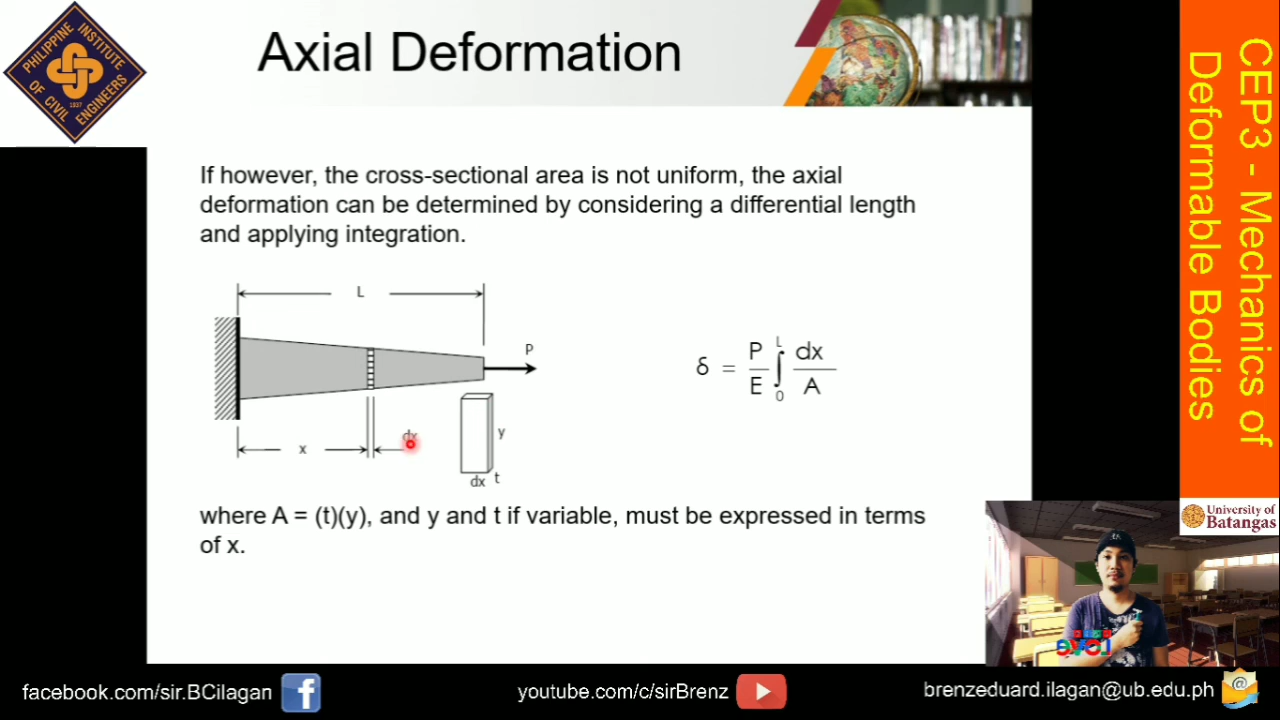 PHILIPPINE INSTITUTE
OF CIVIL ENGINEERS
1937
Axial Deformation
If however, the cross-sectional area is not uniform, the axial
deformation can be determined by considering a differential length
and applying integration.
L
P
x
dx
y
dx t
δ = P/E ∫₀ᴸ dx/A
where A = (t)(y), and y and t if variable, must be expressed in terms
of x.
CEP3 - Mechanics of
Deformable Bodies
University of
Batangas
facebook.com/sir.BCilagan
youtube.com/c/sirBrenz
brenzeduard.ilagan@ub.edu.ph